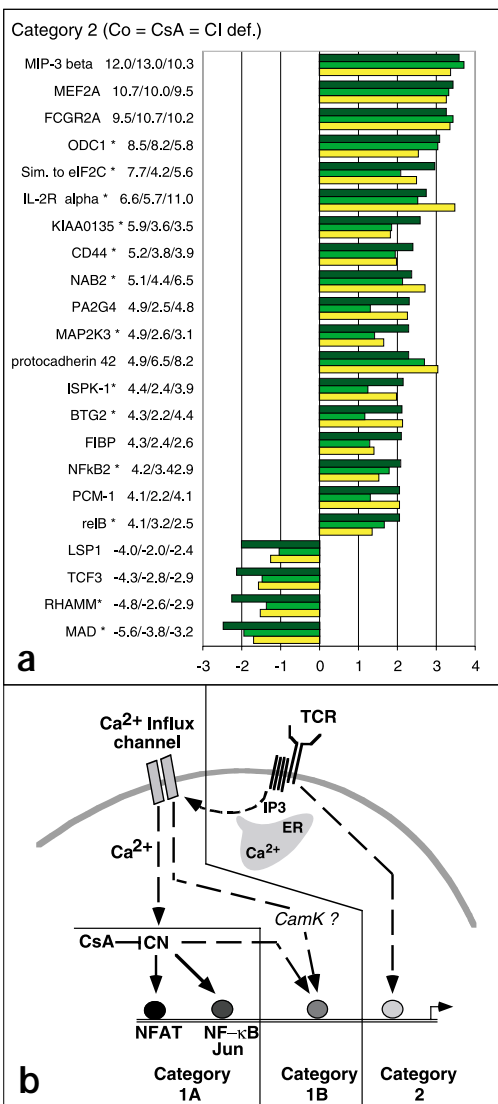 Category 2 (Co = CsA = CI def.)
MIP-3 beta 12.0/13.0/10.3
MEF2A 10.7/10.0/9.5
FCGR2A 9.5/10.7/10.2
ODC1 * 8.5/8.2/5.8
Sim. to eIF2C * 7.7/4.2/5.6
IL-2R alpha * 6.6/5.7/11.0
KIAA0135 * 5.9/3.6/3.5
CD44 * 5.2/3.8/3.9
NAB2 * 5.1/4.4/6.5
PA2G4 4.9/2.5/4.8
MAP2K3 * 4.9/2.6/3.1
protocadherin 42 4.9/6.5/8.2
ISPK-1* 4.4/2.4/3.9
BTG2 * 4.3/2.2/4.4
FIBP 4.3/2.4/2.6
NFkB2 * 4.2/3.42.9
PCM-1 4.1/2.2/4.1
relB * 4.1/3.2/2.5
LSP1 -4.0/-2.0/-2.4
TCF3 -4.3/-2.8/-2.9
RHAMM* -4.8/-2.6/-2.9
MAD * -5.6/-3.8/-3.2
-3 -2 -1 0 1 2 3 4
a
Ca2+ Influx
channel
TCR
IP3
ER
Ca2+
Ca2+
CamK ?
CsA CN
NFAT NF-κB
Jun
Category
1A
Category
1B
Category
2
b